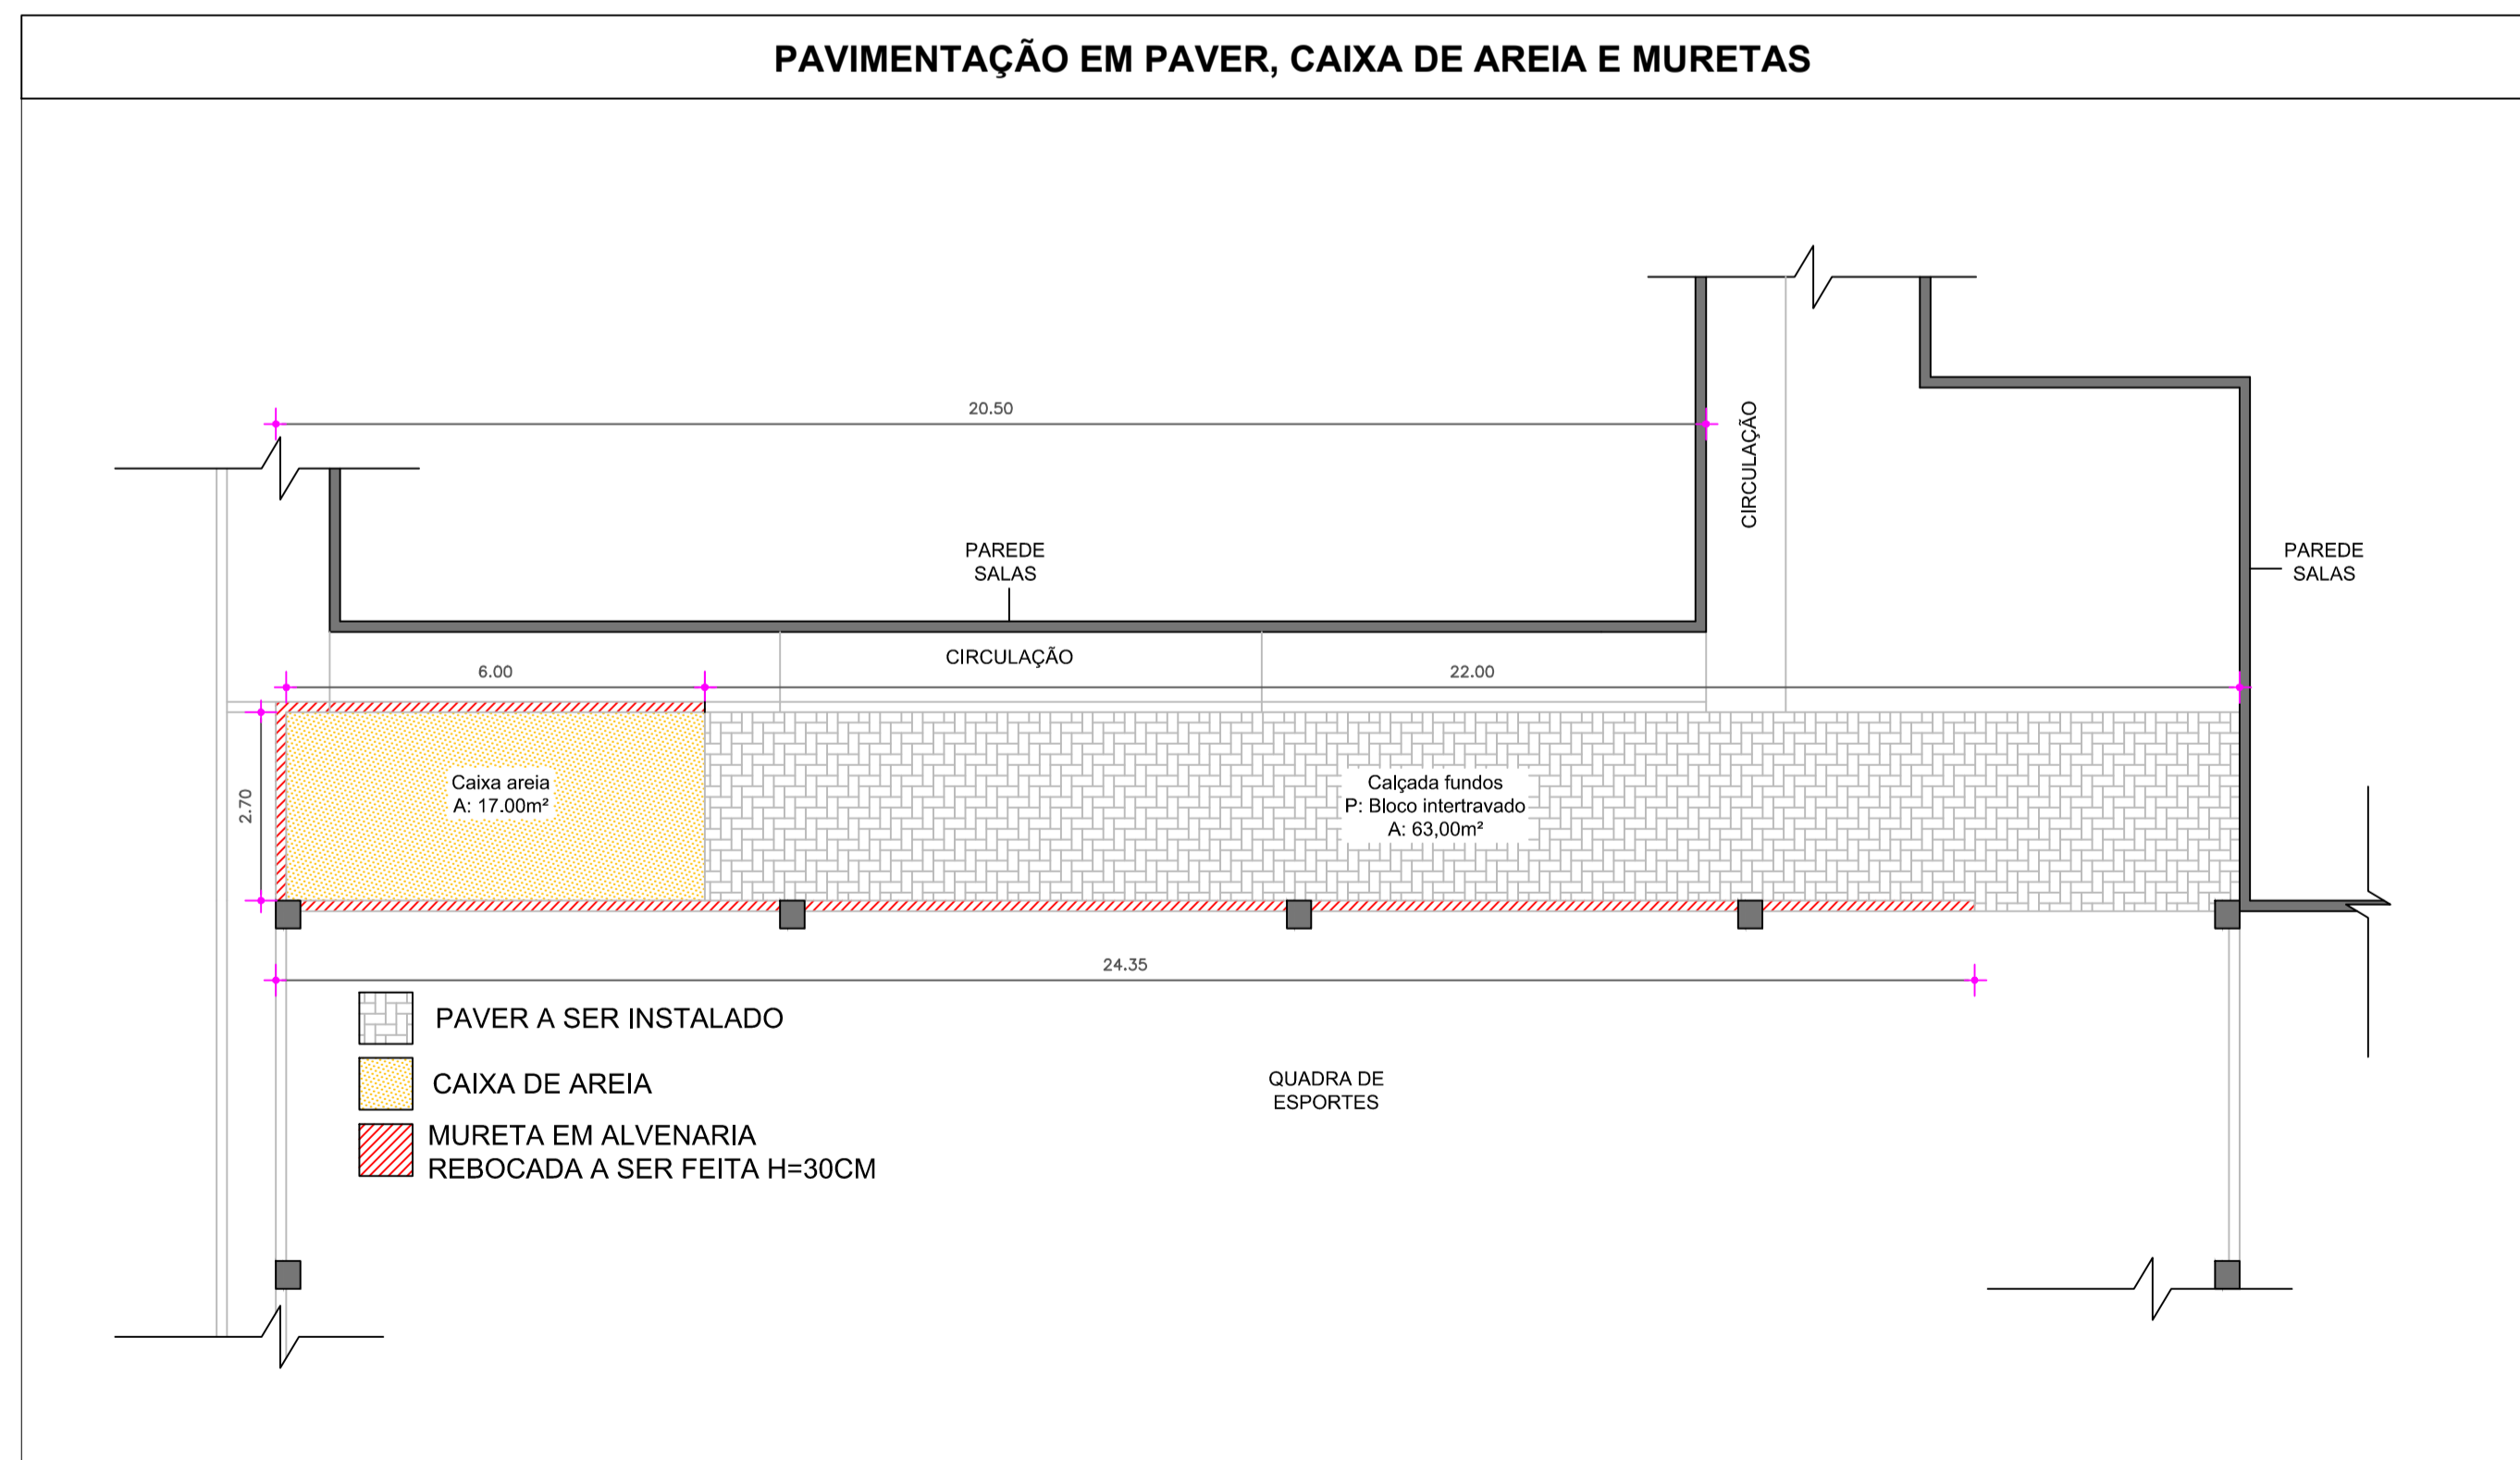 PAVIMENTAÇÃO EM PAVER, CAIXA DE AREIA E MURETAS
20.50
CIRCULAÇÃO
PAREDE
SALAS
PAREDE
SALAS
CIRCULAÇÃO
6.00
22.00
2.70
Caixa areia
A: 17.00m²
Calçada fundos
P: Bloco intertravado
A: 63,00m²
24.35
PAVER A SER INSTALADO
CAIXA DE AREIA
MURETA EM ALVENARIA
REBOCADA A SER FEITA H=30CM
QUADRA DE
ESPORTES